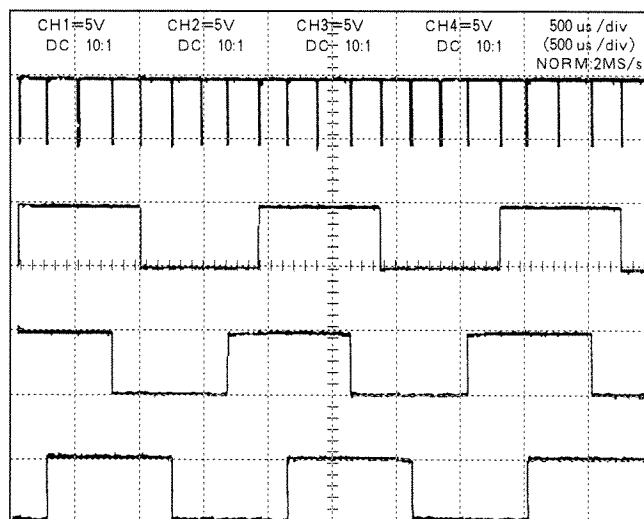 CH1=5V CH2=5V CH3=5V CH4=5V 500 us/div
DC 10:1 DC 10:1 DC 10:1 DC 10:1 (500 us/div)
NORM:2MS/s